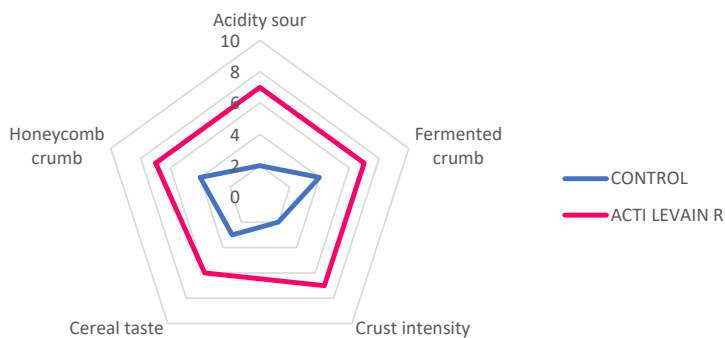 Acidity sour
10
8
6
4
2
0
Honeycomb
crumb
Fermented
crumb
Cereal taste
Crust intensity
CONTROL
ACTI LEVAIN R